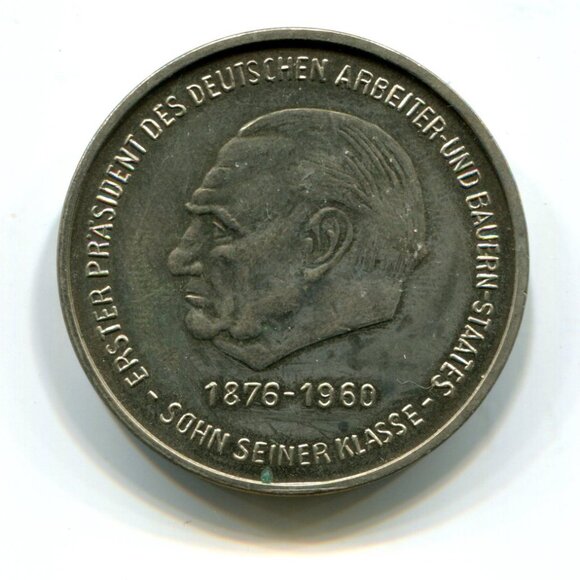 - ERSTER PRÄSIDENT DES DEUTSCHEN ARBEITER-UND BAUERN-STAATES -
1876-1960
SOHN SEINER KLASSE